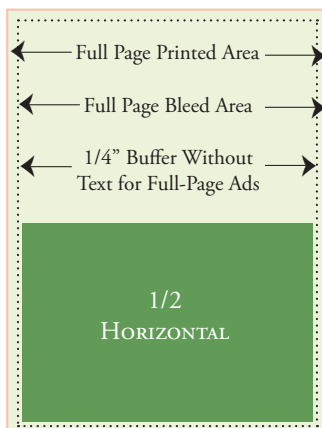 Full Page Printed Area
Full Page Bleed Area
1/4” Buffer Without
Text for Full-Page Ads
1/2
Horizontal